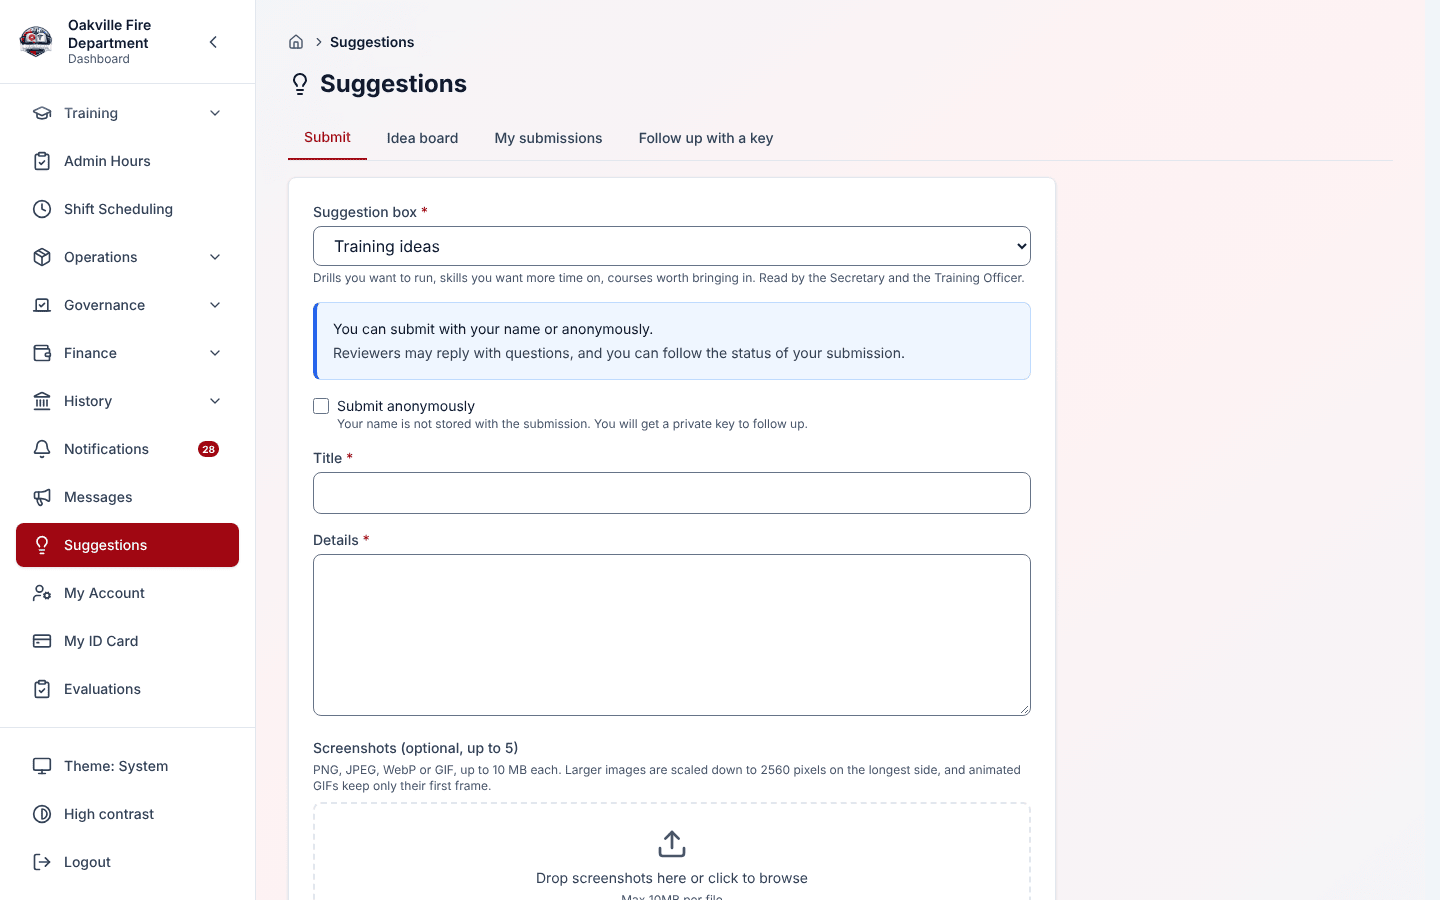 Oakville Fire
Department
Dashboard
Training
Admin Hours
Shift Scheduling
Operations
Governance
Finance
History
Notifications
28
Messages
Suggestions
My Account
My ID Card
Evaluations
Theme: System
High contrast
Logout
Suggestions
Suggestions
Submit
Idea board
My submissions
Follow up with a key
Suggestion box *
Training ideas
Drills you want to run, skills you want more time on, courses worth bringing in. Read by the Secretary and the Training Officer.
You can submit with your name or anonymously.
Reviewers may reply with questions, and you can follow the status of your submission.
Submit anonymously
Your name is not stored with the submission. You will get a private key to follow up.
Title *
Details *
Screenshots (optional, up to 5)
PNG, JPEG, WebP or GIF, up to 10 MB each. Larger images are scaled down to 2560 pixels on the longest side, and animated
GIFs keep only their first frame.
Drop screenshots here or click to browse
Max 10MB per file